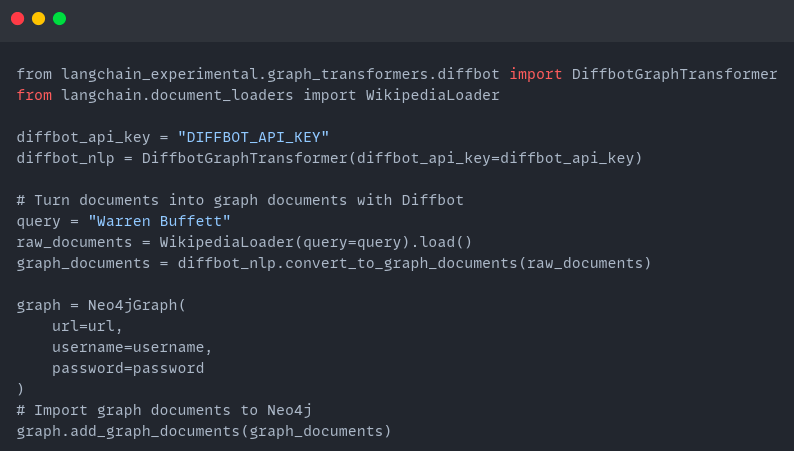 from langchain_experimental.graph_transformers.diffbot import DiffbotGraphTransformer
from langchain.document_loaders import WikipediaLoader
diffbot_api_key = "DIFFBOT_API_KEY"
diffbot_nlp = DiffbotGraphTransformer(diffbot_api_key=diffbot_api_key)
# Turn documents into graph documents with Diffbot
query = "Warren Buffett"
raw_documents = WikipediaLoader(query=query).load()
graph_documents = diffbot_nlp.convert_to_graph_documents(raw_documents)
graph = Neo4jGraph(
    url=url,
    username=username,
    password=password
)
# Import graph documents to Neo4j
graph.add_graph_documents(graph_documents)